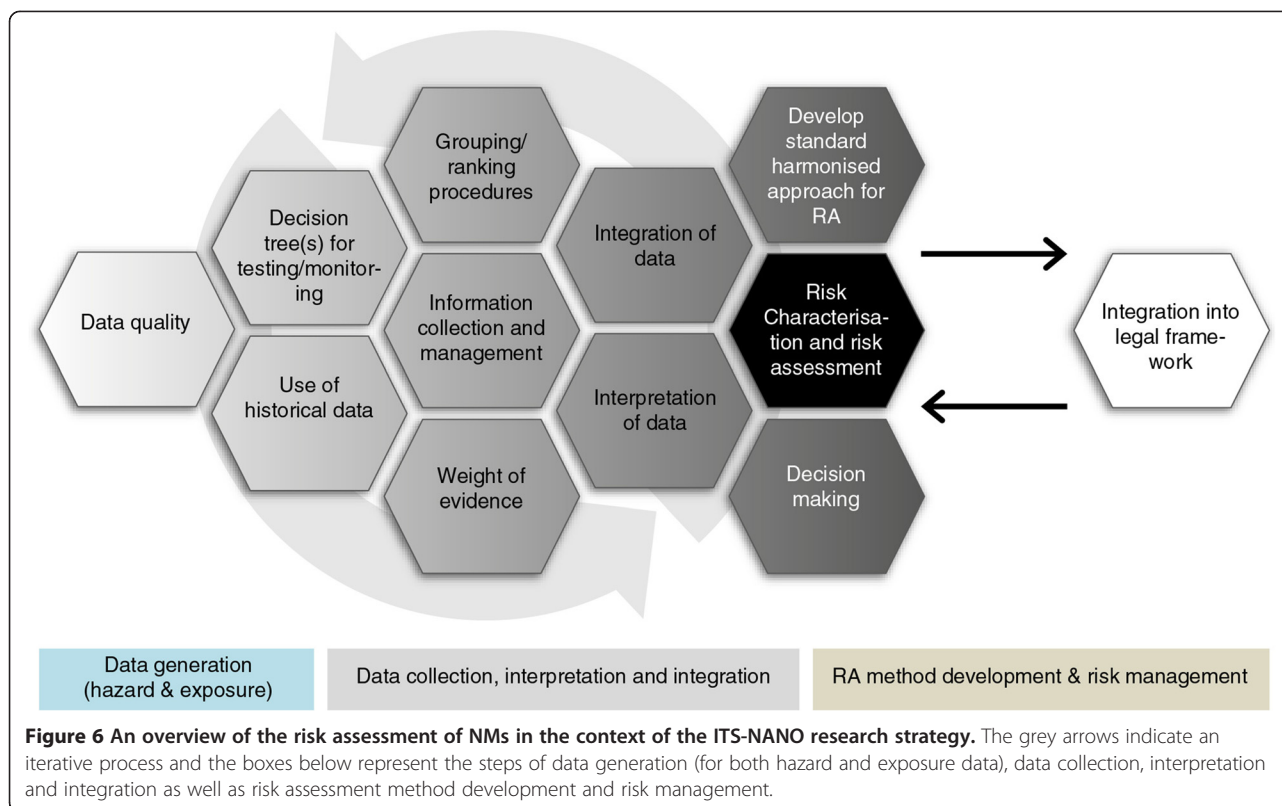 Data quality
Decision
tree(s) for
testing/monitor-
ing
Use of
historical data
Grouping/
ranking
procedures
Information
collection and
management
Weight of
evidence
Integration of
data
Interpretation
of data
Develop
standard
harmonised
approach for
RA
Risk
Characterisa-
tion and risk
assessment
Decision
making
Integration into
legal frame-
work
Data generation
(hazard & exposure)
Data collection, interpretation and integration
RA method development & risk management
Figure 6 An overview of the risk assessment of NMs in the context of the ITS-NANO research strategy. The grey arrows indicate an
iterative process and the boxes below represent the steps of data generation (for both hazard and exposure data), data collection, interpretation
and integration as well as risk assessment method development and risk management.